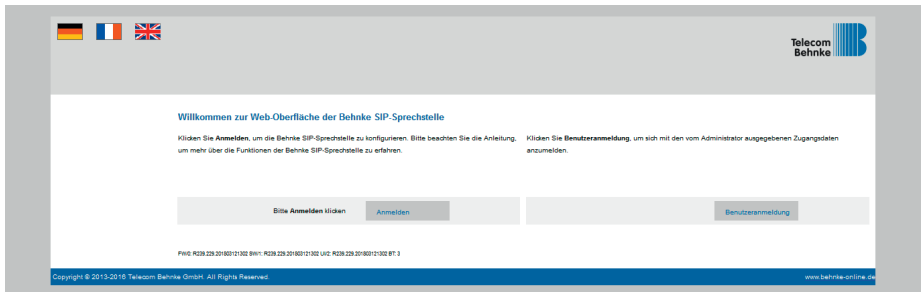 Telecom
Behnke
Willkommen zur Web-Oberfläche der Behnke SIP-Sprechstelle
Klicken Sie Anmelden, um die Behnke SIP-Sprechstelle zu konfigurieren. Bitte beachten Sie die Anleitung,
um mehr über die Funktionen der Behnke SIP-Sprechstelle zu erfahren.
Klicken Sie Benutzeranmeldung, um sich mit den vom Administrator ausgegebenen Zugangsdaten
anzumelden.
Bitte Anmelden klicken
Anmelden
Benutzeranmeldung
FW0: R239.229.201803121302 SW1: R239.229.201803121302 UI/2: R239.229.201803121302 BT: 3
Copyright © 2013-2016 Telecom Behnke GmbH. All Rights Reserved.
www.behnke-online.de